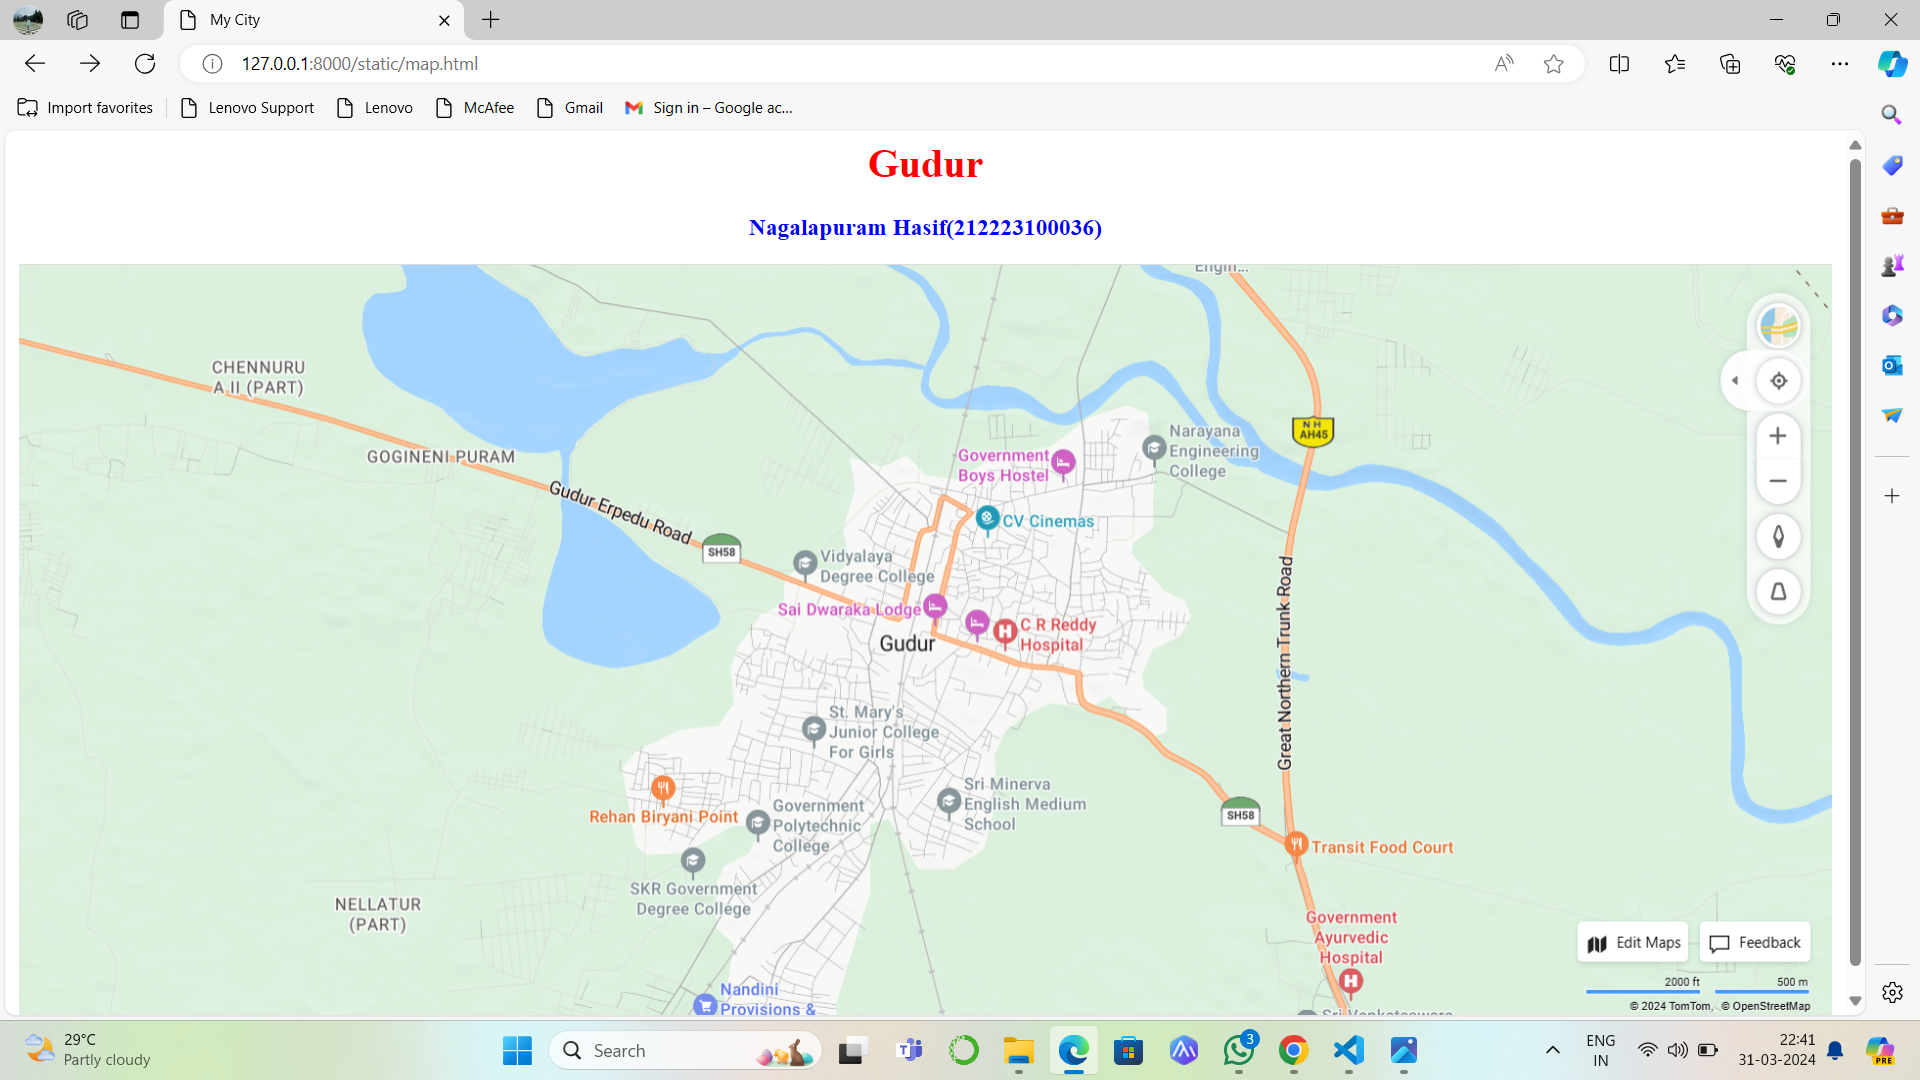 My City
127.0.0.1:8000/static/map.html
Import favorites
Lenovo Support
Lenovo
McAfee
Gmail
Sign in – Google ac...
Gudur
Nagalapuram Hasif(212223100036)
Engin...
CHENNURU
A II (PART)
GOGINENI PURAM
Gudur Erpedu Road
SH58
Government
Boys Hostel
Narayana
Engineering
College
NH
AH45
CV Cinemas
Vidyalaya
Degree College
Sai Dwaraka Lodge
C R Reddy
Hospital
Gudur
Great Northern Trunk Road
St. Mary's
Junior College
For Girls
Sri Minerva
English Medium
School
Rehan Biryani Point
Government
Polytechnic
College
SH58
Transit Food Court
SKR Government
Degree College
NELLATUR
(PART)
Government
Ayurvedic
Hospital
Nandini
Provisions &
Sri Venkateswara
Edit Maps
Feedback
2000 ft
500 m
© 2024 TomTom, © OpenStreetMap
29°C
Partly cloudy
Search
3
ENG
IN
22:41
31-03-2024
PRE